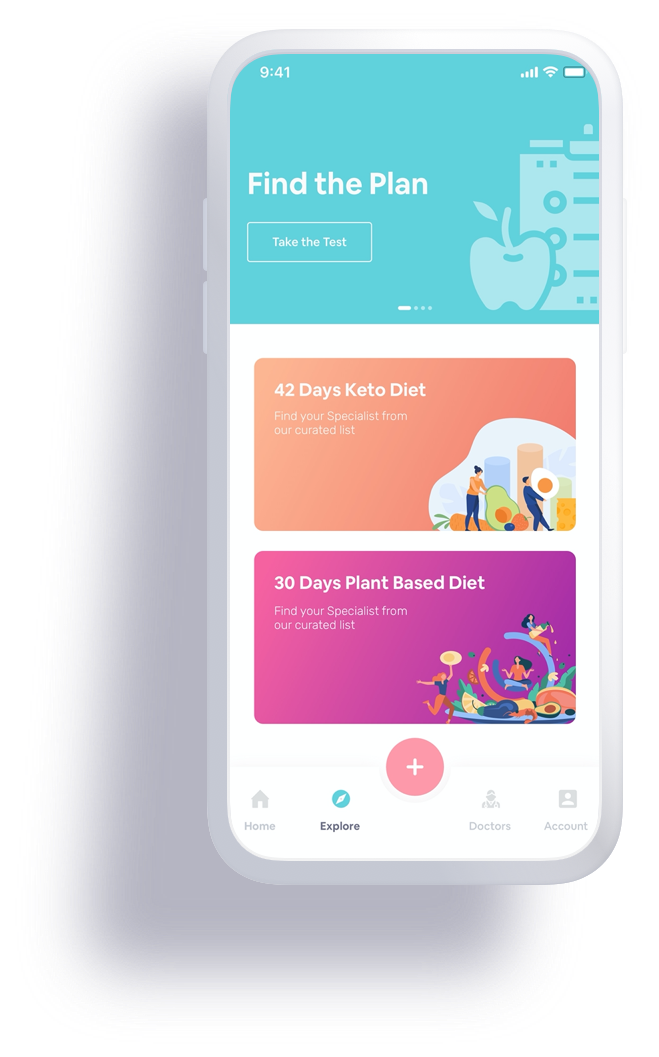 9:41
Find the Plan
Take the Test
42 Days Keto Diet
Find your Specialist from
our curated list
30 Days Plant Based Diet
Find your Specialist from
our curated list
Home
Explore
Doctors
Account